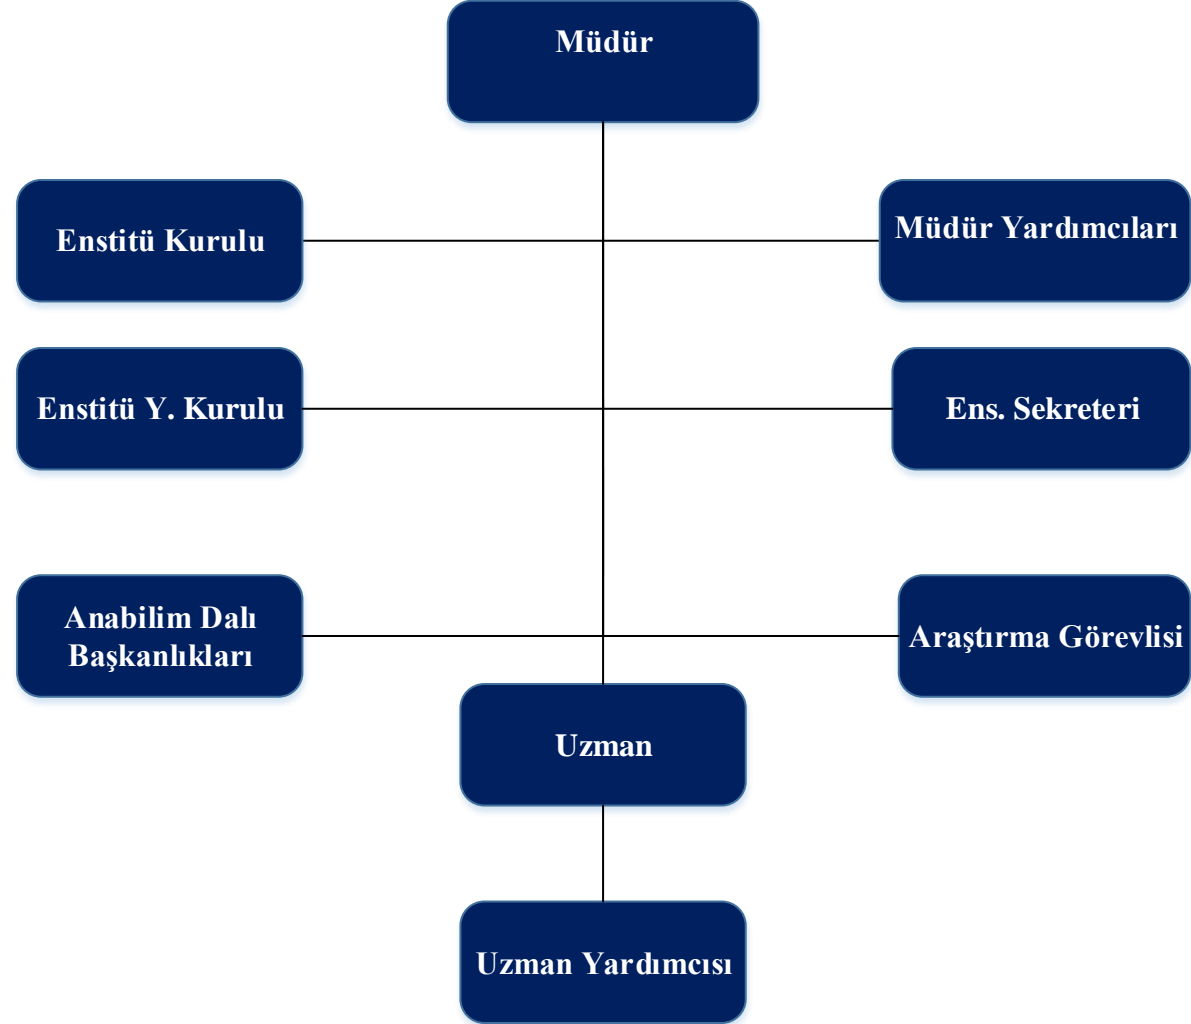 Müdür
Enstitü Kurulu
Müdür Yardımcıları
Enstitü Y. Kurulu
Ens. Sekreteri
Anabilim Dalı
Başkanlıkları
Araştırma Görevlisi
Uzman
Uzman Yardımcısı